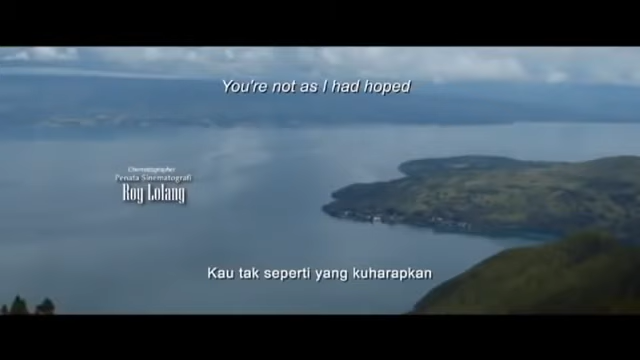 You're not as I had hoped
Cinematographer
Penata Sinematografi
Roy Lolang
Kau tak seperti yang kuharapkan